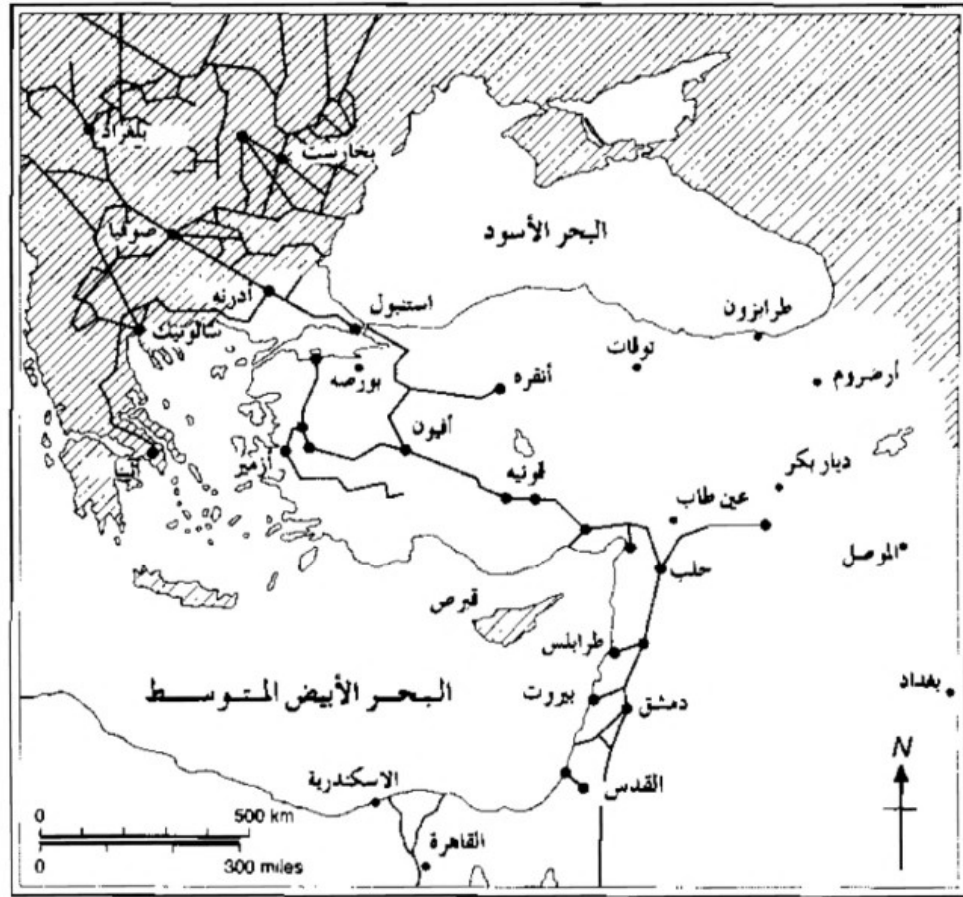 بلغراد
بخارست
صوفيا
البحر الأسود
أدرنه
استنبول
طرابزون
سالونيك
توقات
بورصه
أنقره
أرضروم
أفيون
أزمير
أثينا
ديار بكر
قونيه
عين طاب
الموصل
حلب
قبرص
طرابلس
البحر الأبيض المتوسط
بيروت
دمشق
بغداد
N
الاسكندرية
القدس
0 500 km
القاهرة
0 300 miles